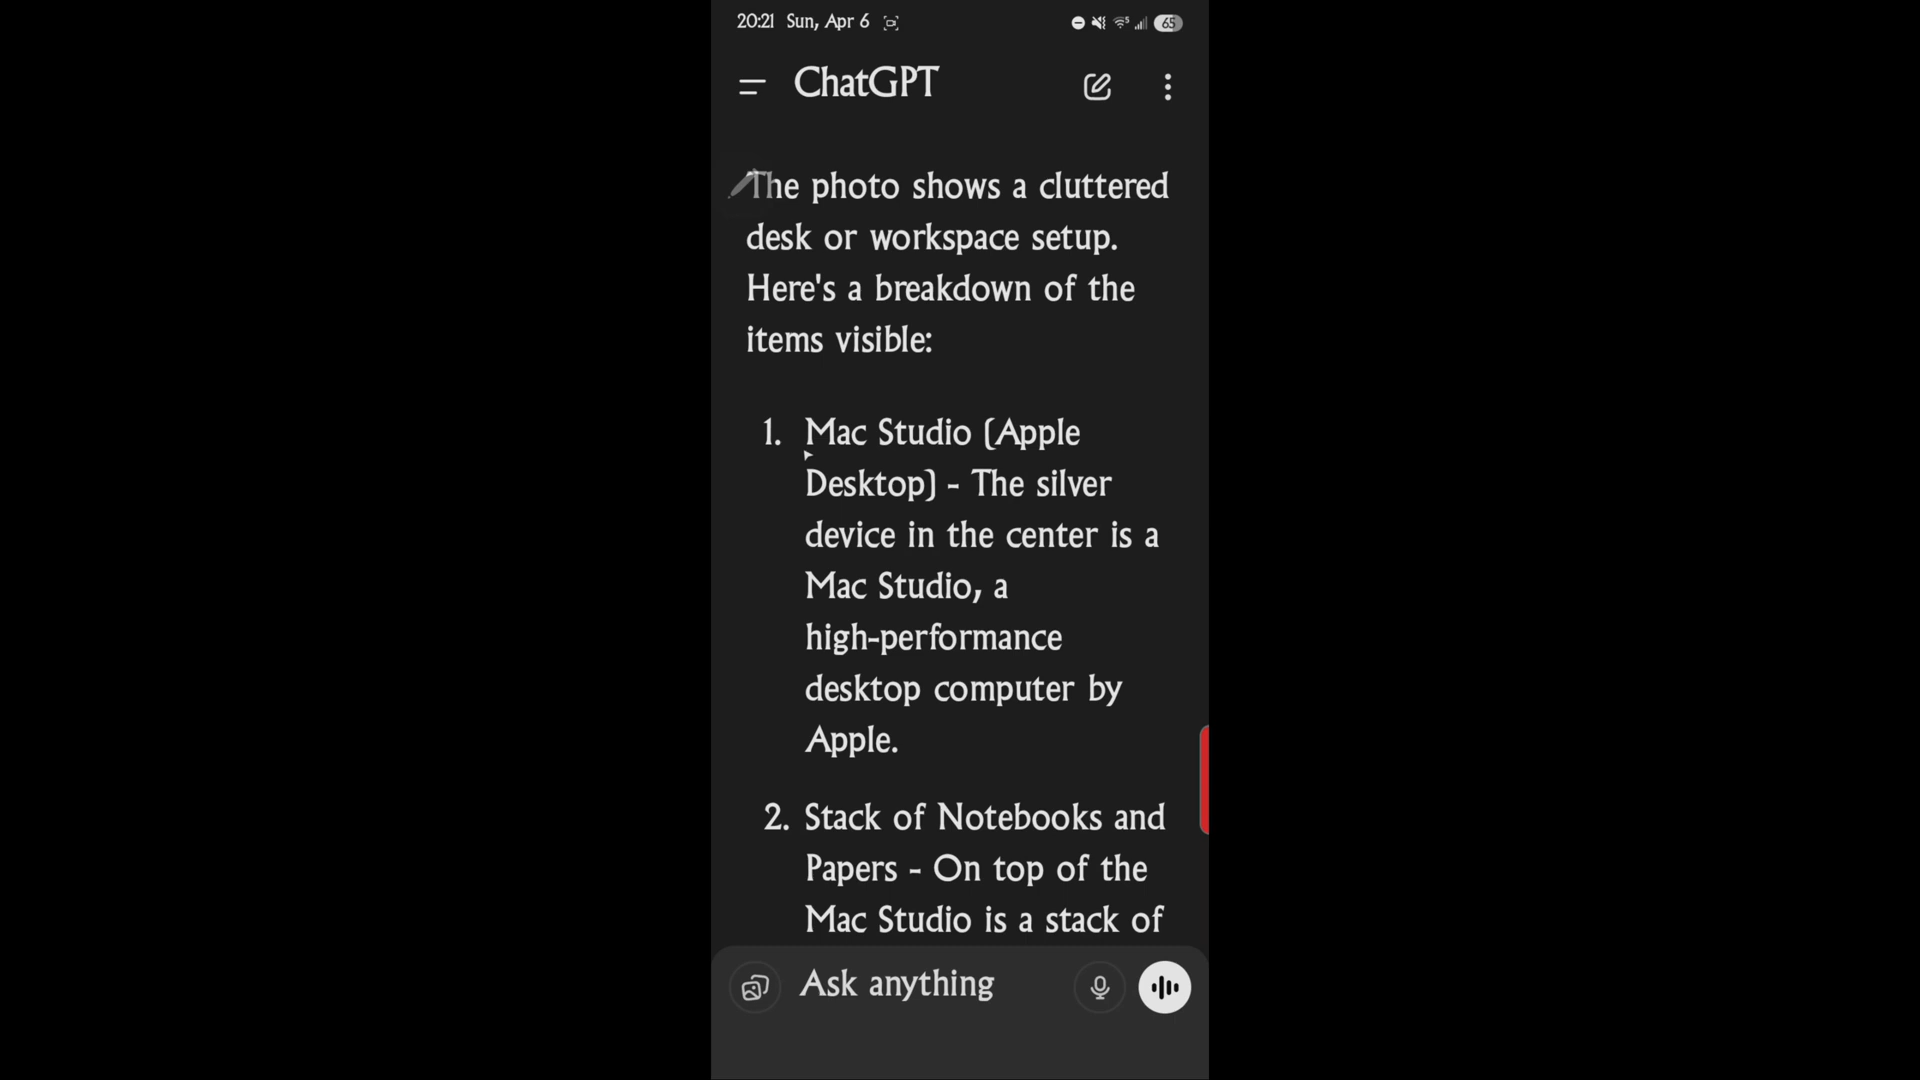 20:21 Sun, Apr 6 65
ChatGPT
The photo shows a cluttered
desk or workspace setup.
Here's a breakdown of the
items visible:
1. Mac Studio (Apple
Desktop) - The silver
device in the center is a
Mac Studio, a
high-performance
desktop computer by
Apple.
2. Stack of Notebooks and
Papers - On top of the
Mac Studio is a stack of
Ask anything